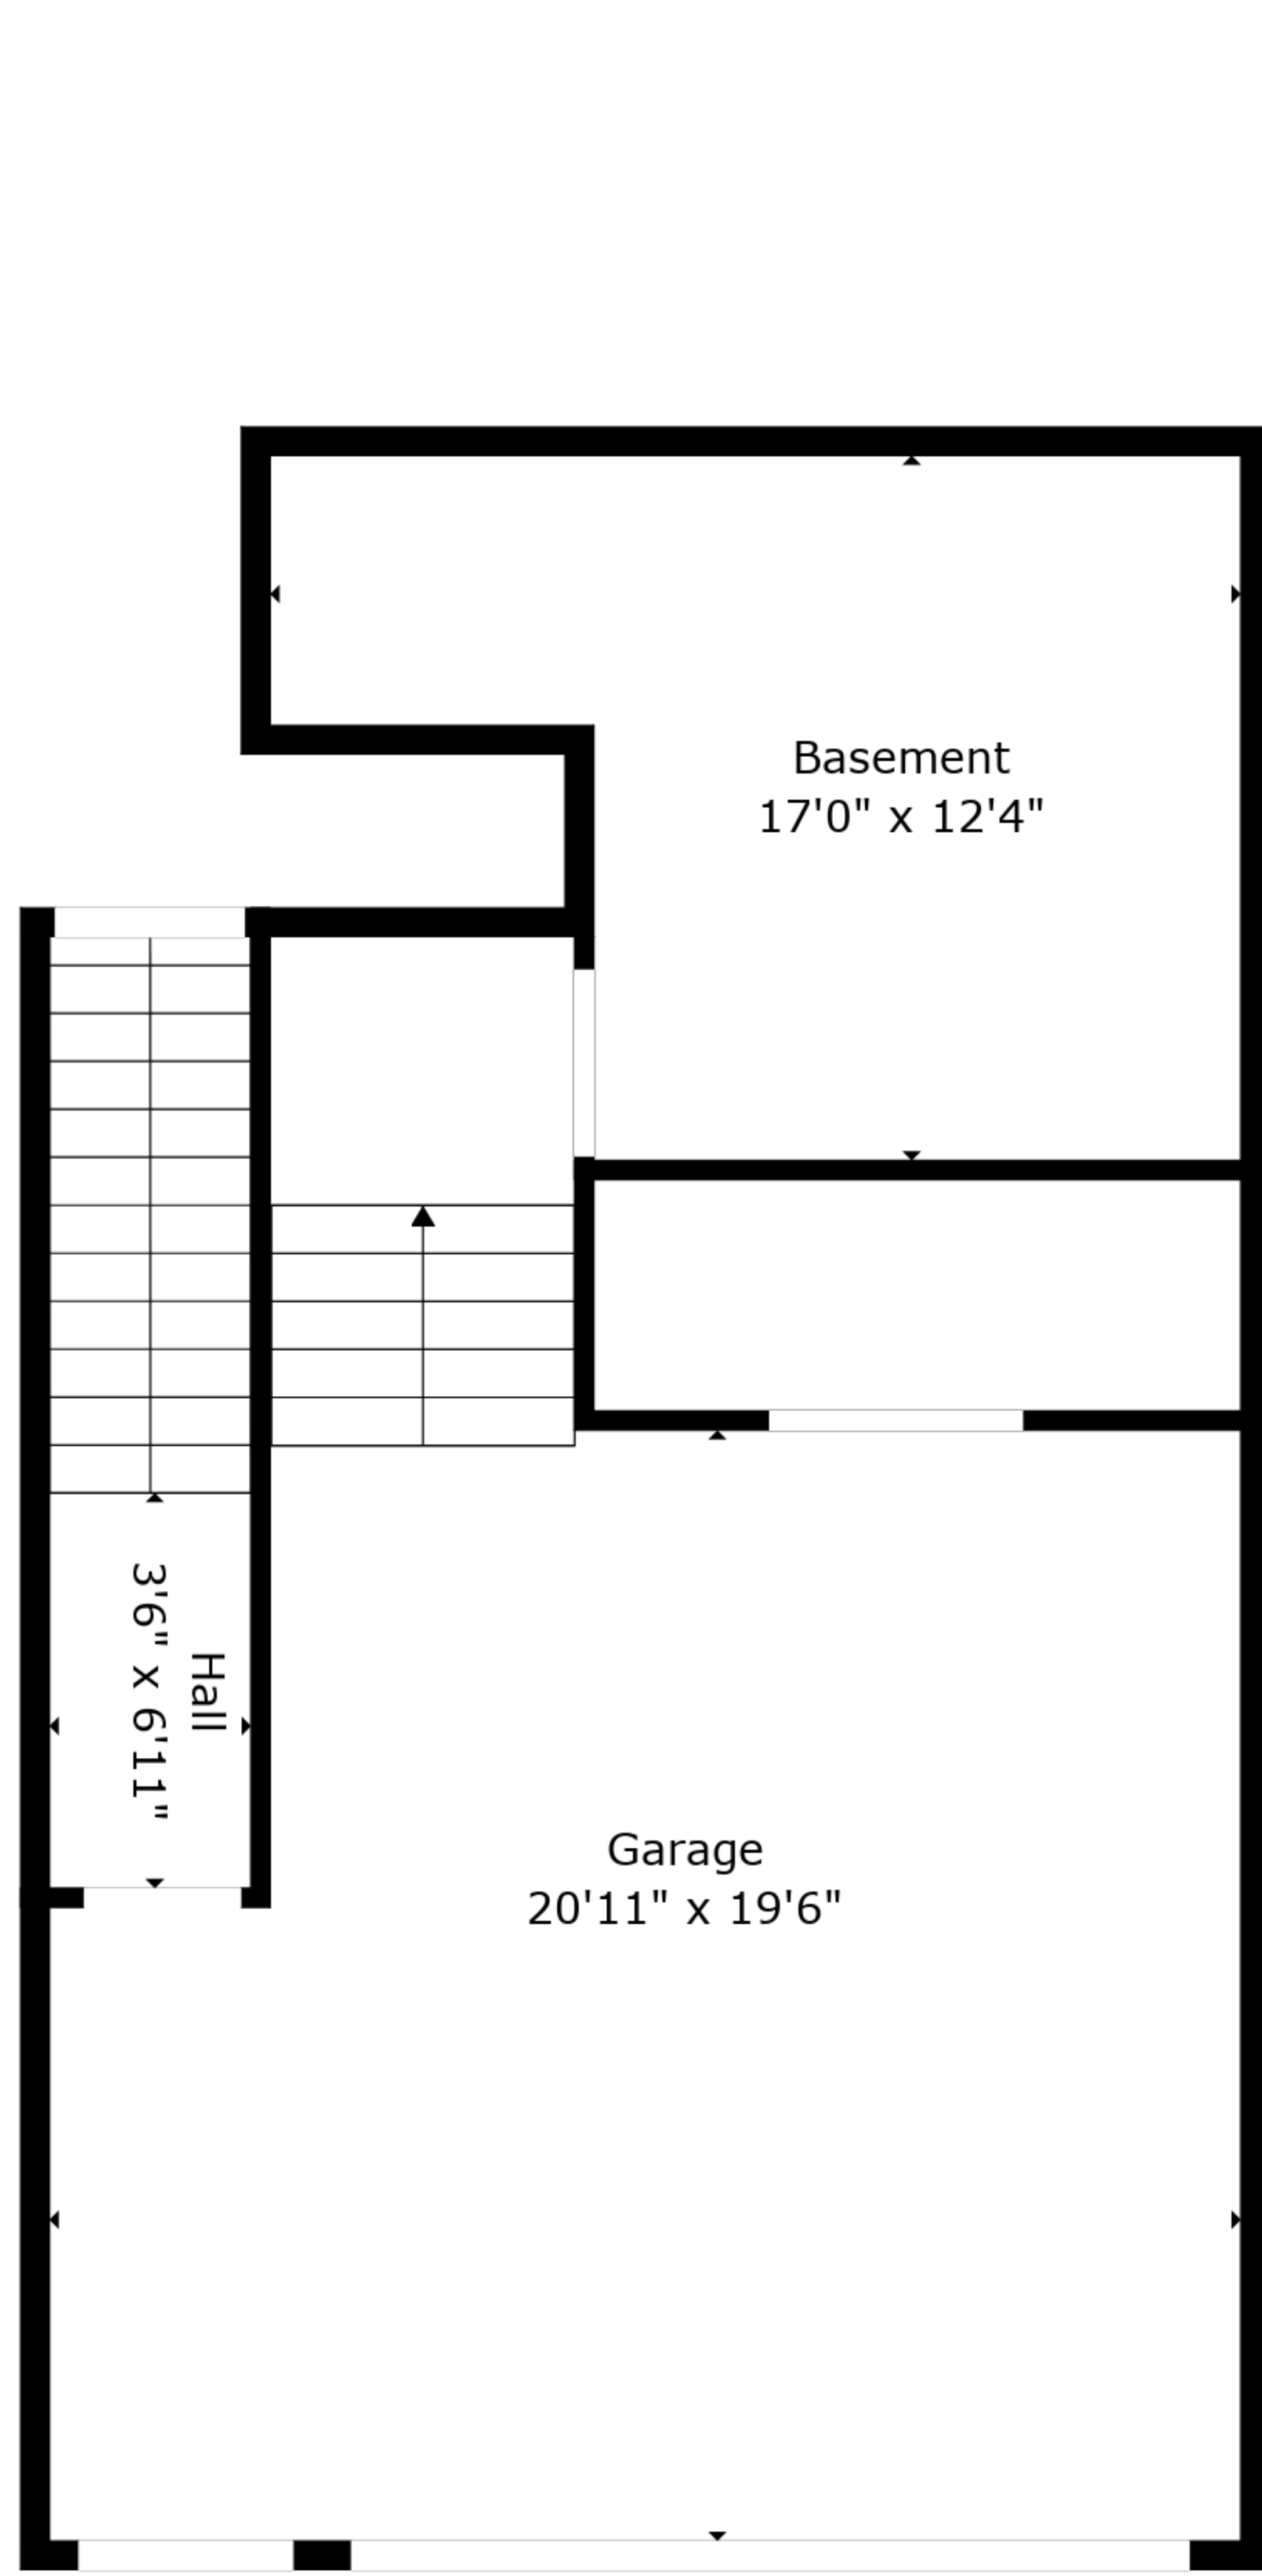 Basement
17'0" x 12'4"
Hall
3'6" x 6'11"
Garage
20'11" x 19'6"